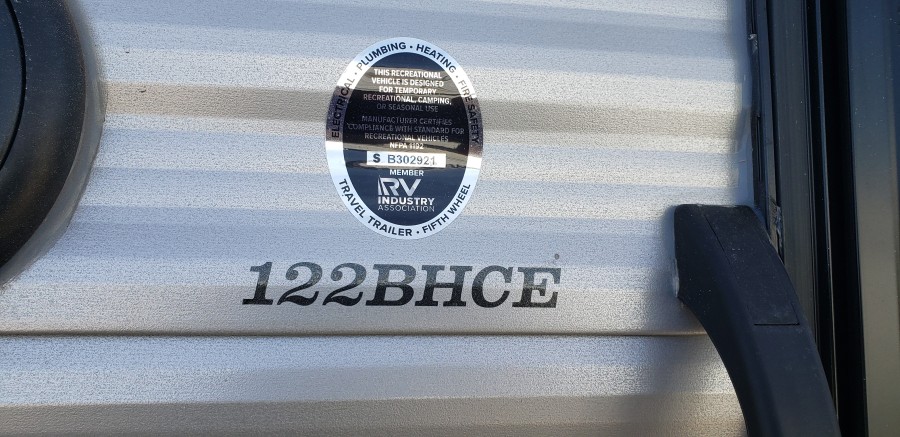 ELECTRICAL • PLUMBING • HEATING • FIRE SAFETY
THIS RECREATIONAL
VEHICLE IS DESIGNED
FOR TEMPORARY
RECREATIONAL, CAMPING,
OR SEASONAL USE
MANUFACTURER CERTIFIES
COMPLIANCE WITH STANDARD FOR
RECREATIONAL VEHICLES
NFPA 1192
S B302921
MEMBER
RV
INDUSTRY
ASSOCIATION
TRAVEL TRAILER • FIFTH WHEEL
122BHCE